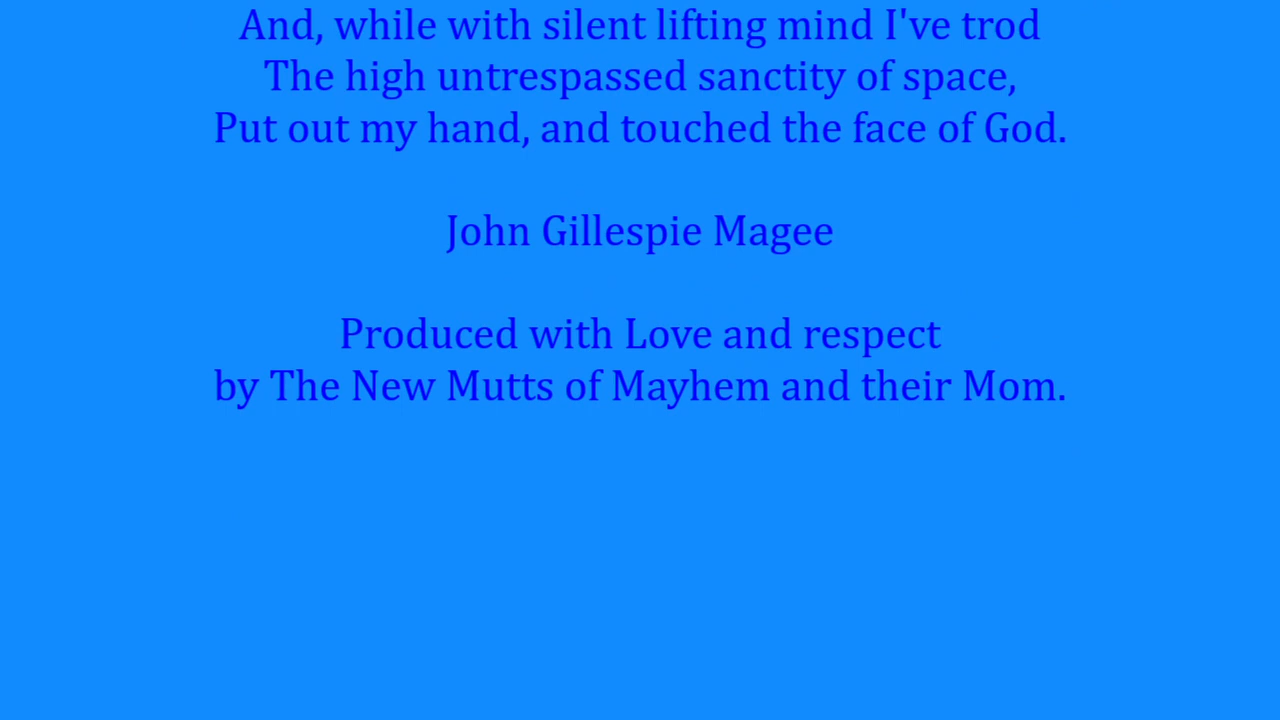 And, while with silent lifting mind I've trod
The high untrespassed sanctity of space,
Put out my hand, and touched the face of God.
John Gillespie Magee
Produced with Love and respect
by The New Mutts of Mayhem and their Mom.